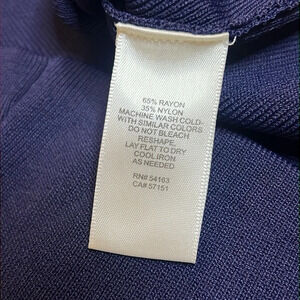 65% RAYON
35% NYLON
MACHINE WASH COLD-
WITH SIMILAR COLORS
DO NOT BLEACH
RESHAPE,
LAY FLAT TO DRY
COOL IRON
AS NEEDED
RN# 54163
CA# 57151